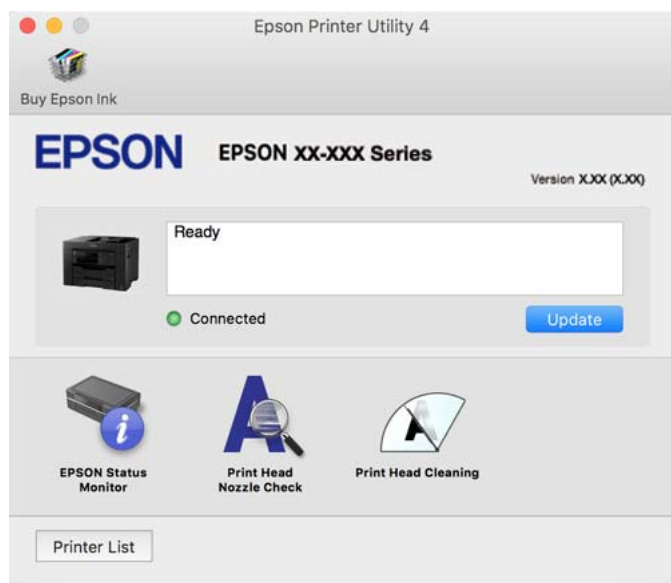 Epson Printer Utility 4
Buy Epson Ink
EPSON
EPSON XX-XXX Series
Version X.XX (X.XX)
Ready
Connected
Update
EPSON Status
Monitor
Print Head
Nozzle Check
Print Head Cleaning
Printer List